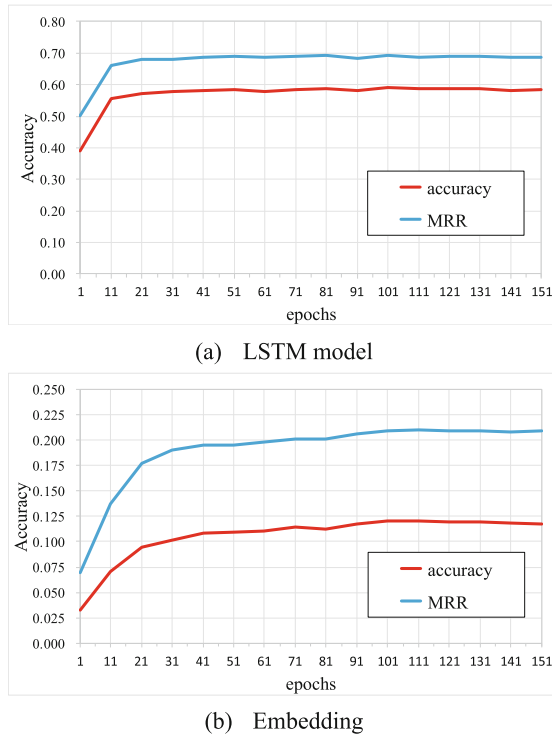 0.80
0.70
0.60
0.50
0.40
0.30
0.20
0.10
0.00
Accuracy
accuracy
MRR
1 11 21 31 41 51 61 71 81 91 101 111 121 131 141 151
epochs
(a) LSTM model
0.250
0.225
0.200
0.175
0.150
0.125
0.100
0.075
0.050
0.025
0.000
Accuracy
accuracy
MRR
1 11 21 31 41 51 61 71 81 91 101 111 121 131 141 151
epochs
(b) Embedding